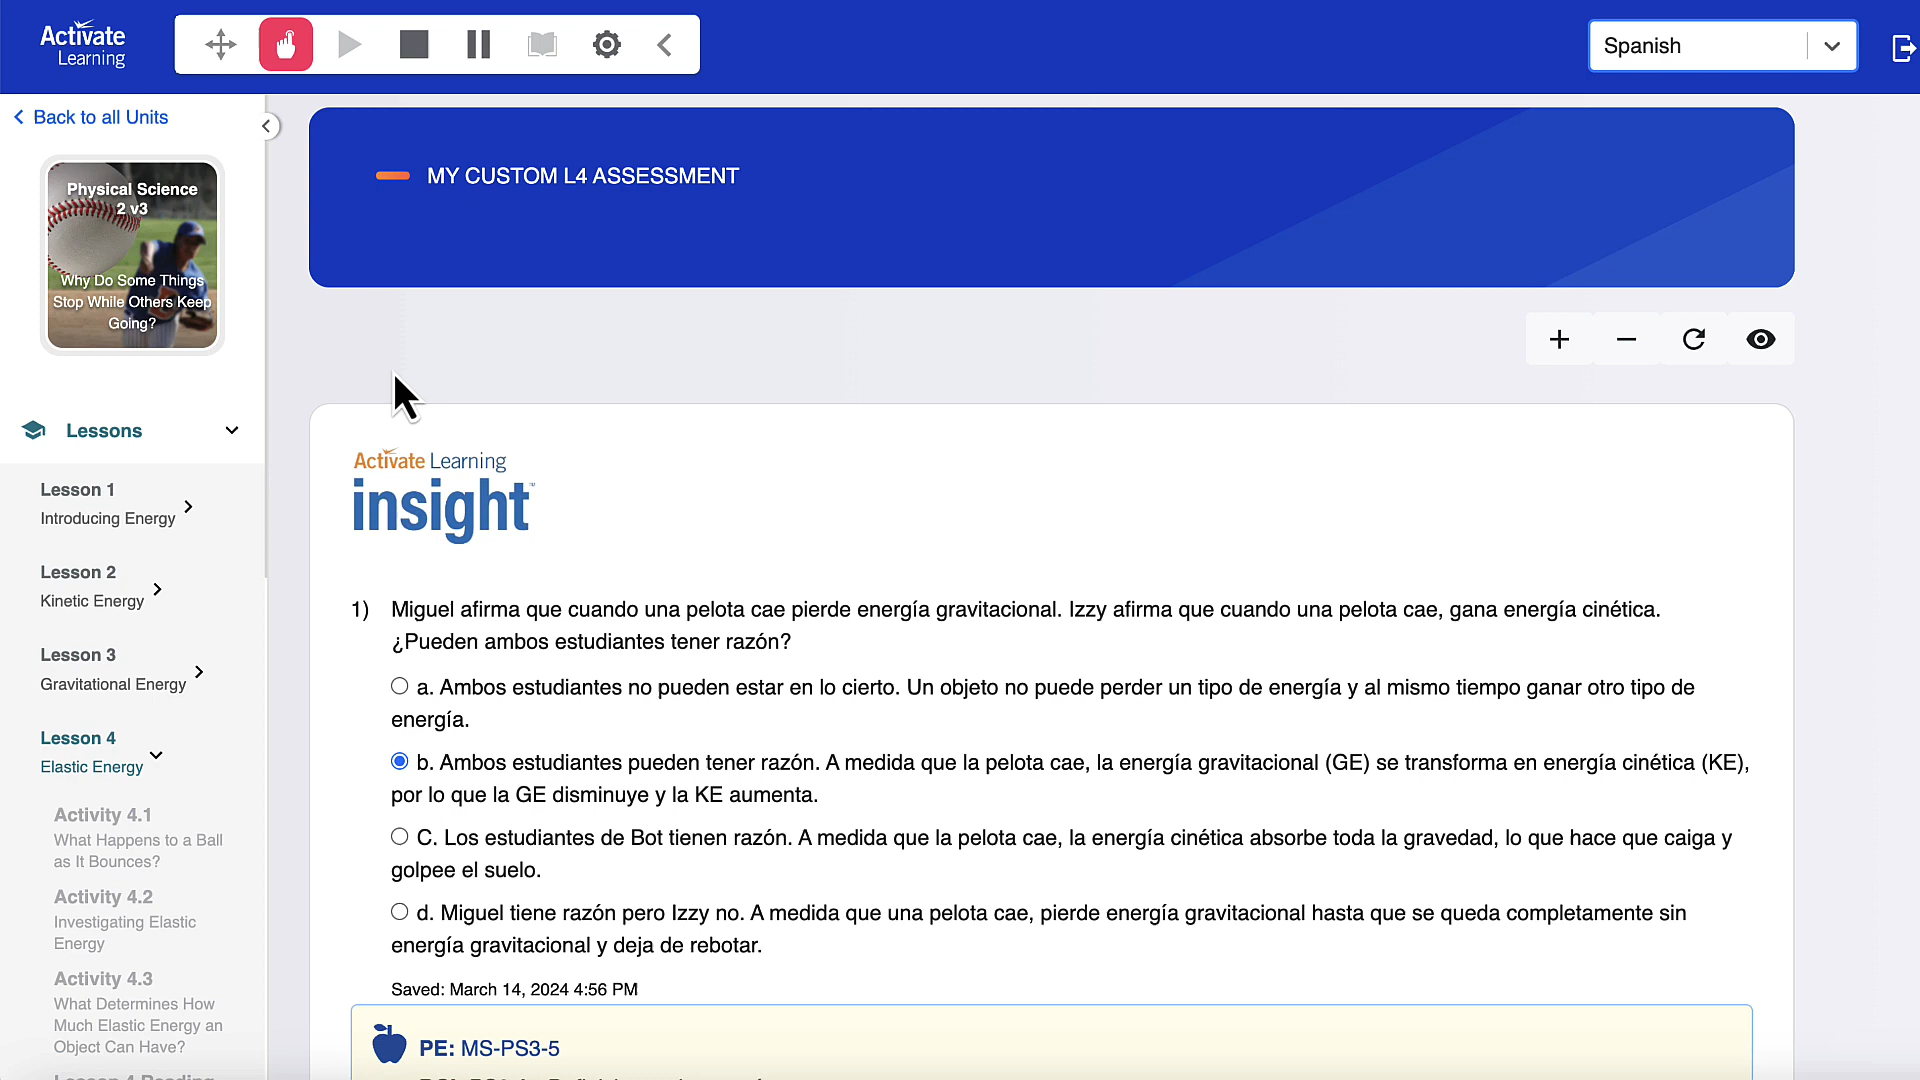 Activate
Learning
Spanish
Back to all Units
Physical Science
2 v3
Why Do Some Things
Stop While Others Keep
Going?
Lessons
Lesson 1
Introducing Energy
Lesson 2
Kinetic Energy
Lesson 3
Gravitational Energy
Lesson 4
Elastic Energy
Activity 4.1
What Happens to a Ball
as It Bounces?
Activity 4.2
Investigating Elastic
Energy
Activity 4.3
What Determines How
Much Elastic Energy an
Object Can Have?
Lesson 4 Reading
MY CUSTOM L4 ASSESSMENT
Activate Learning
insight™
1) Miguel afirma que cuando una pelota cae pierde energía gravitacional. Izzy afirma que cuando una pelota cae, gana energía cinética.
¿Pueden ambos estudiantes tener razón?
a. Ambos estudiantes no pueden estar en lo cierto. Un objeto no puede perder un tipo de energía y al mismo tiempo ganar otro tipo de
energía.
b. Ambos estudiantes pueden tener razón. A medida que la pelota cae, la energía gravitacional (GE) se transforma en energía cinética (KE),
por lo que la GE disminuye y la KE aumenta.
C. Los estudiantes de Bot tienen razón. A medida que la pelota cae, la energía cinética absorbe toda la gravedad, lo que hace que caiga y
golpee el suelo.
d. Miguel tiene razón pero Izzy no. A medida que una pelota cae, pierde energía gravitacional hasta que se queda completamente sin
energía gravitacional y deja de rebotar.
Saved: March 14, 2024 4:56 PM
PE: MS-PS3-5